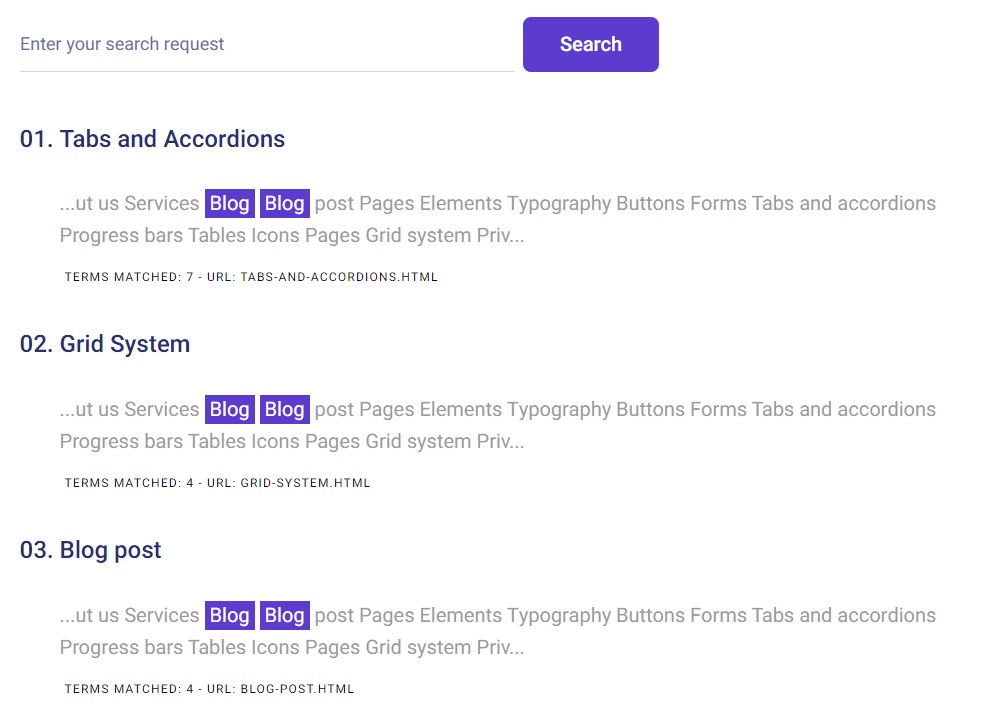 Enter your search request
Search
01. Tabs and Accordions
...ut us Services Blog Blog post Pages Elements Typography Buttons Forms Tabs and accordions
Progress bars Tables Icons Pages Grid system Priv...
TERMS MATCHED: 7 - URL: TABS-AND-ACCORDIONS.HTML
02. Grid System
...ut us Services Blog Blog post Pages Elements Typography Buttons Forms Tabs and accordions
Progress bars Tables Icons Pages Grid system Priv...
TERMS MATCHED: 4 - URL: GRID-SYSTEM.HTML
03. Blog post
...ut us Services Blog Blog post Pages Elements Typography Buttons Forms Tabs and accordions
Progress bars Tables Icons Pages Grid system Priv...
TERMS MATCHED: 4 - URL: BLOG-POST.HTML